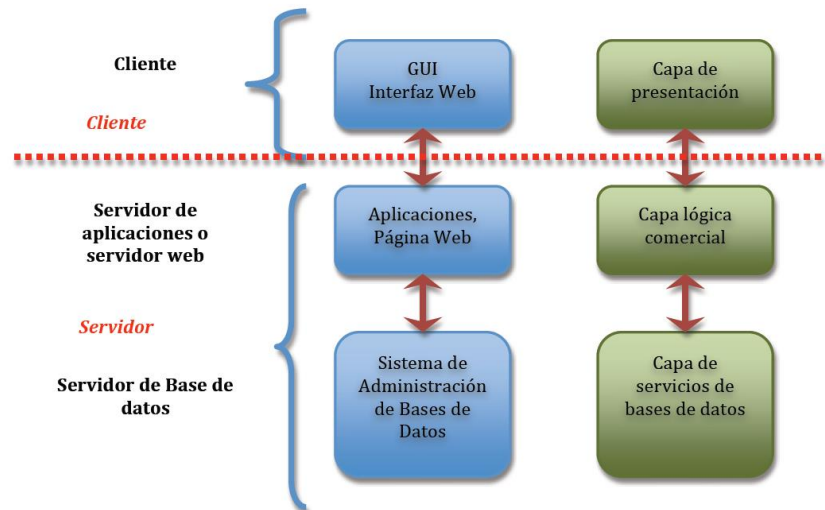 Cliente
Cliente
GUI
Interfaz Web
Capa de
presentación
Servidor de
aplicaciones o
servidor web
Aplicaciones,
Página Web
Capa lógica
comercial
Servidor
Servidor de Base de
datos
Sistema de
Administración
de Bases de
Datos
Capa de
servicios de
bases de datos